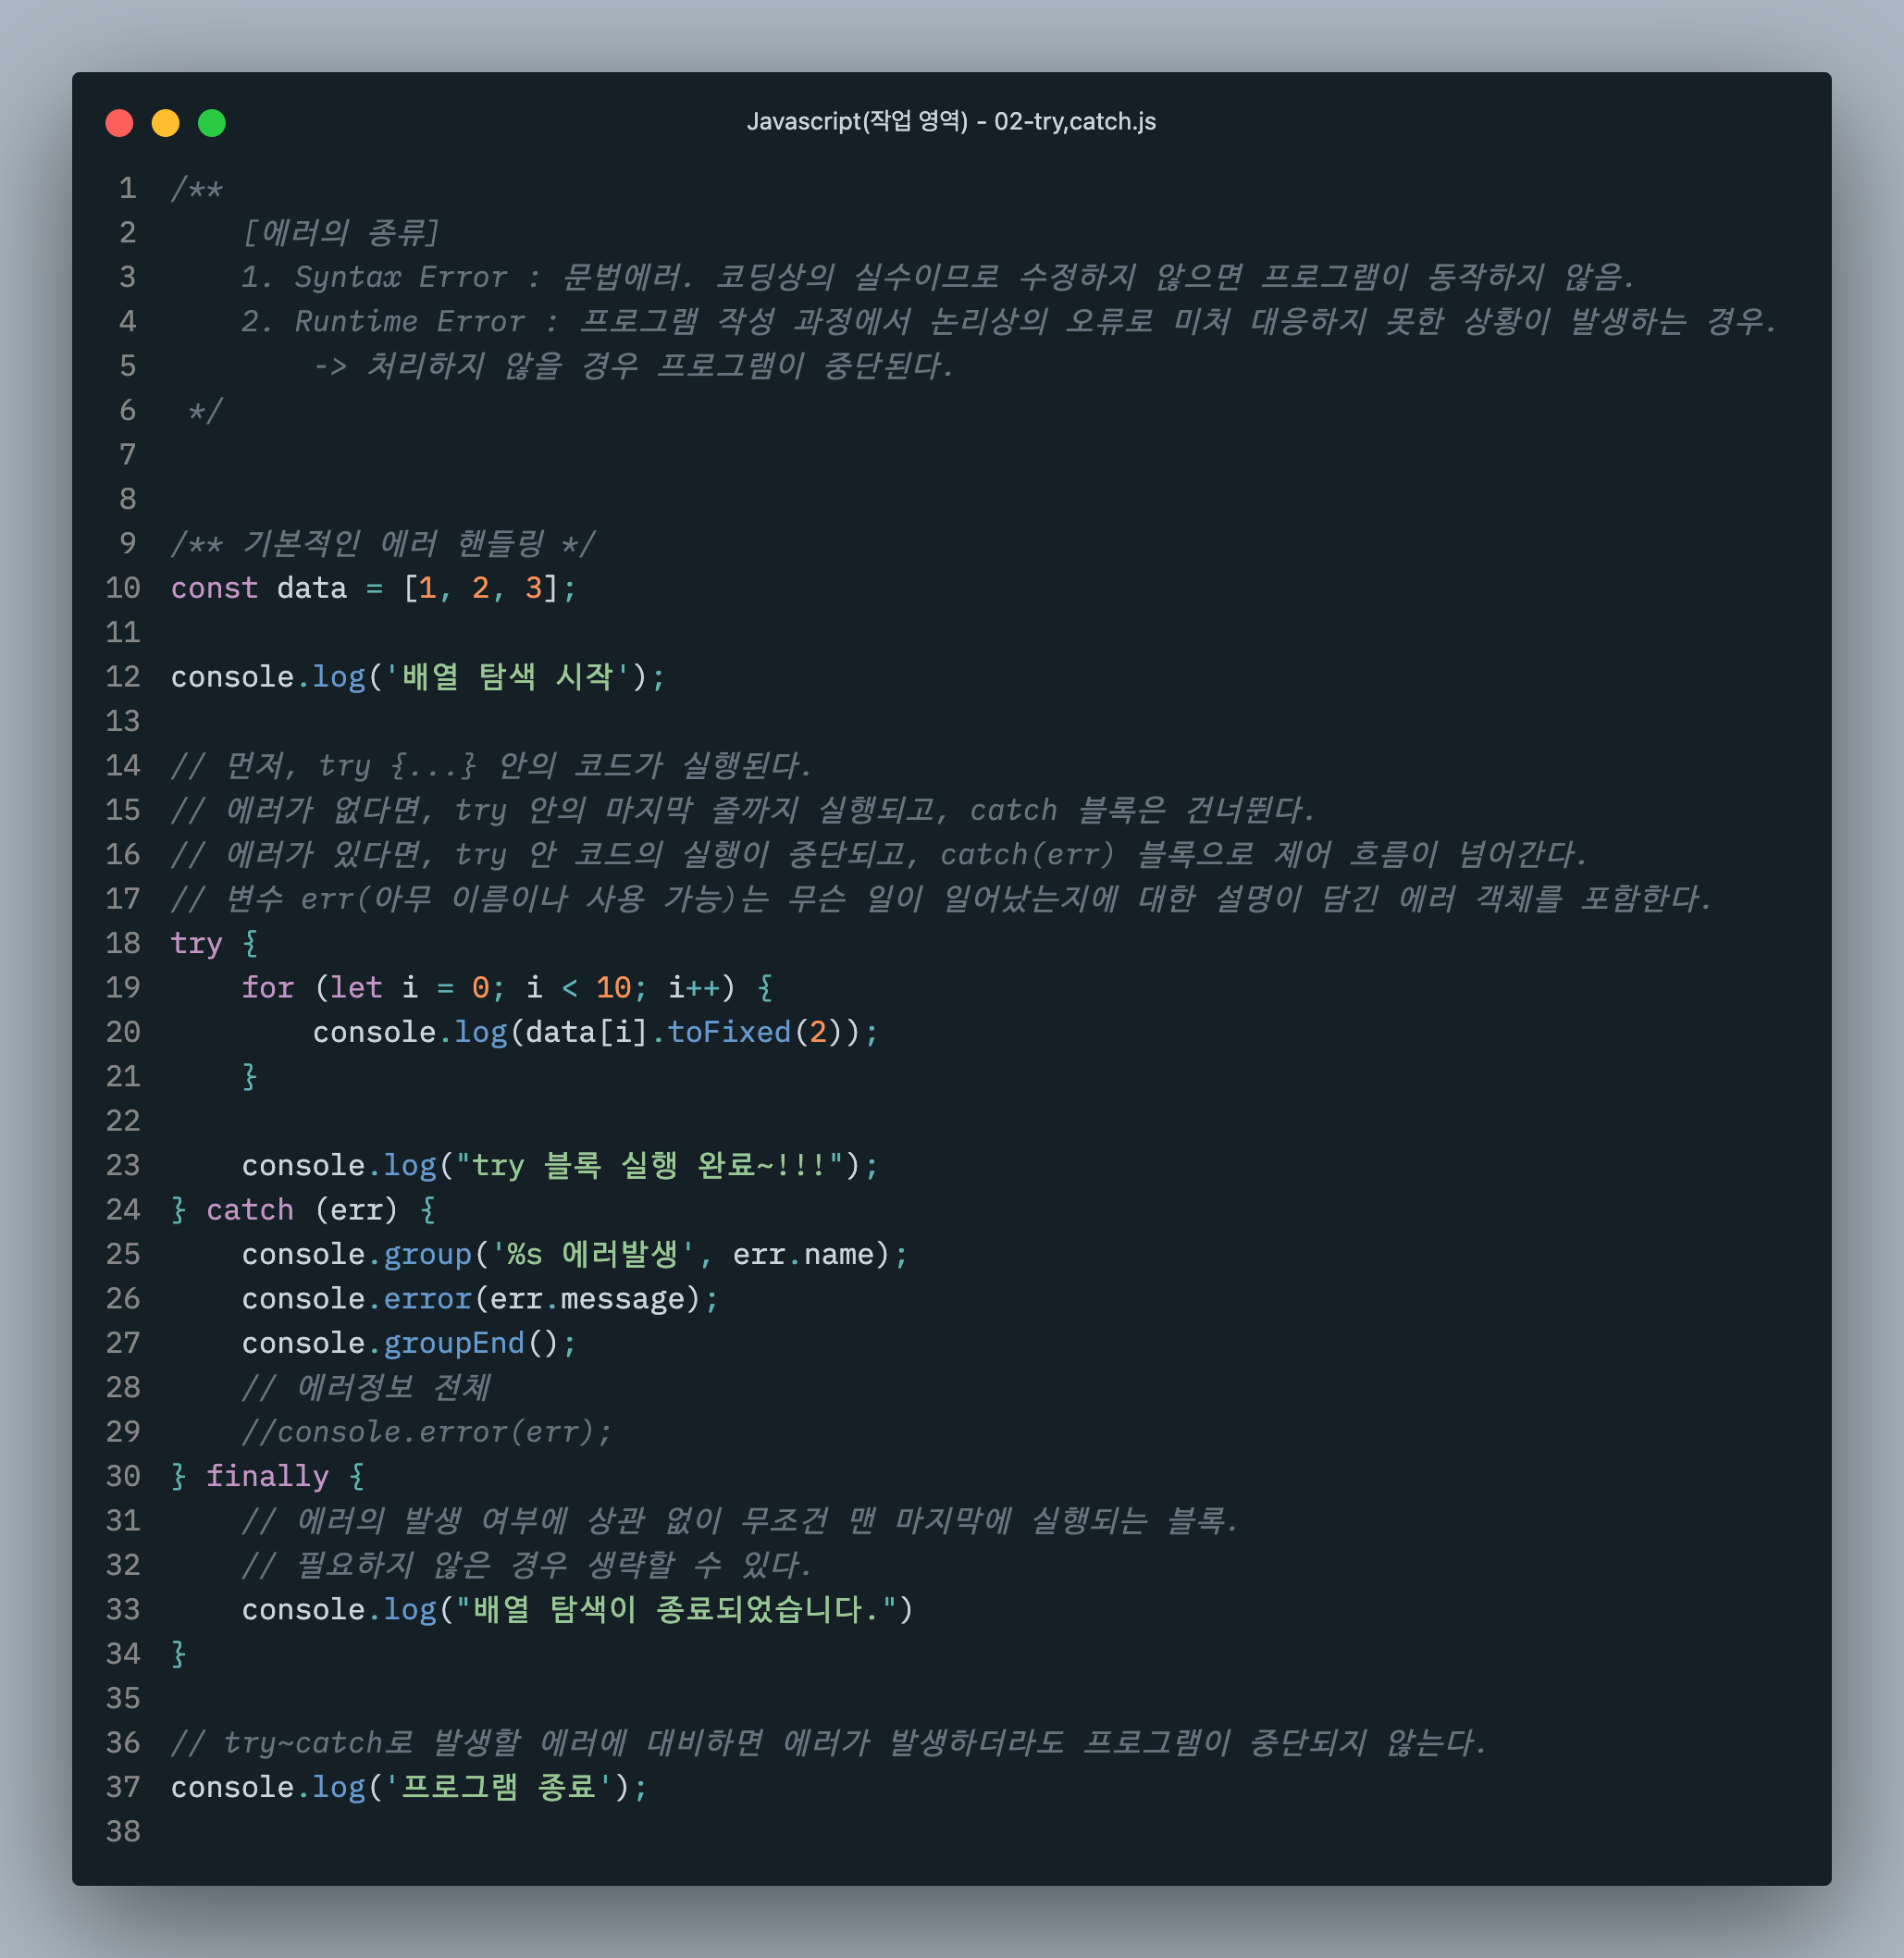 Javascript(작업 영역) - 02-try,catch.js
1 /**
2     [에러의 종류]
3     1. Syntax Error : 문법에러. 코딩상의 실수이므로 수정하지 않으면 프로그램이 동작하지 않음.
4     2. Runtime Error : 프로그램 작성 과정에서 논리상의 오류로 미처 대응하지 못한 상황이 발생하는 경우.
5         -> 처리하지 않을 경우 프로그램이 중단된다.
6  */
7
8
9 /** 기본적인 에러 핸들링 */
10 const data = [1, 2, 3];
11
12 console.log('배열 탐색 시작');
13
14 // 먼저, try {...} 안의 코드가 실행된다.
15 // 에러가 없다면, try 안의 마지막 줄까지 실행되고, catch 블록은 건너뛴다.
16 // 에러가 있다면, try 안 코드의 실행이 중단되고, catch(err) 블록으로 제어 흐름이 넘어간다.
17 // 변수 err(아무 이름이나 사용 가능)는 무슨 일이 일어났는지에 대한 설명이 담긴 에러 객체를 포함한다.
18 try {
19     for (let i = 0; i < 10; i++) {
20         console.log(data[i].toFixed(2));
21     }
22
23     console.log("try 블록 실행 완료~!!!");
24 } catch (err) {
25     console.group('%s 에러발생', err.name);
26     console.error(err.message);
27     console.groupEnd();
28     // 에러정보 전체
29     //console.error(err);
30 } finally {
31     // 에러의 발생 여부에 상관 없이 무조건 맨 마지막에 실행되는 블록.
32     // 필요하지 않은 경우 생략할 수 있다.
33     console.log("배열 탐색이 종료되었습니다.")
34 }
35
36 // try~catch로 발생할 에러에 대비하면 에러가 발생하더라도 프로그램이 중단되지 않는다.
37 console.log('프로그램 종료');
38